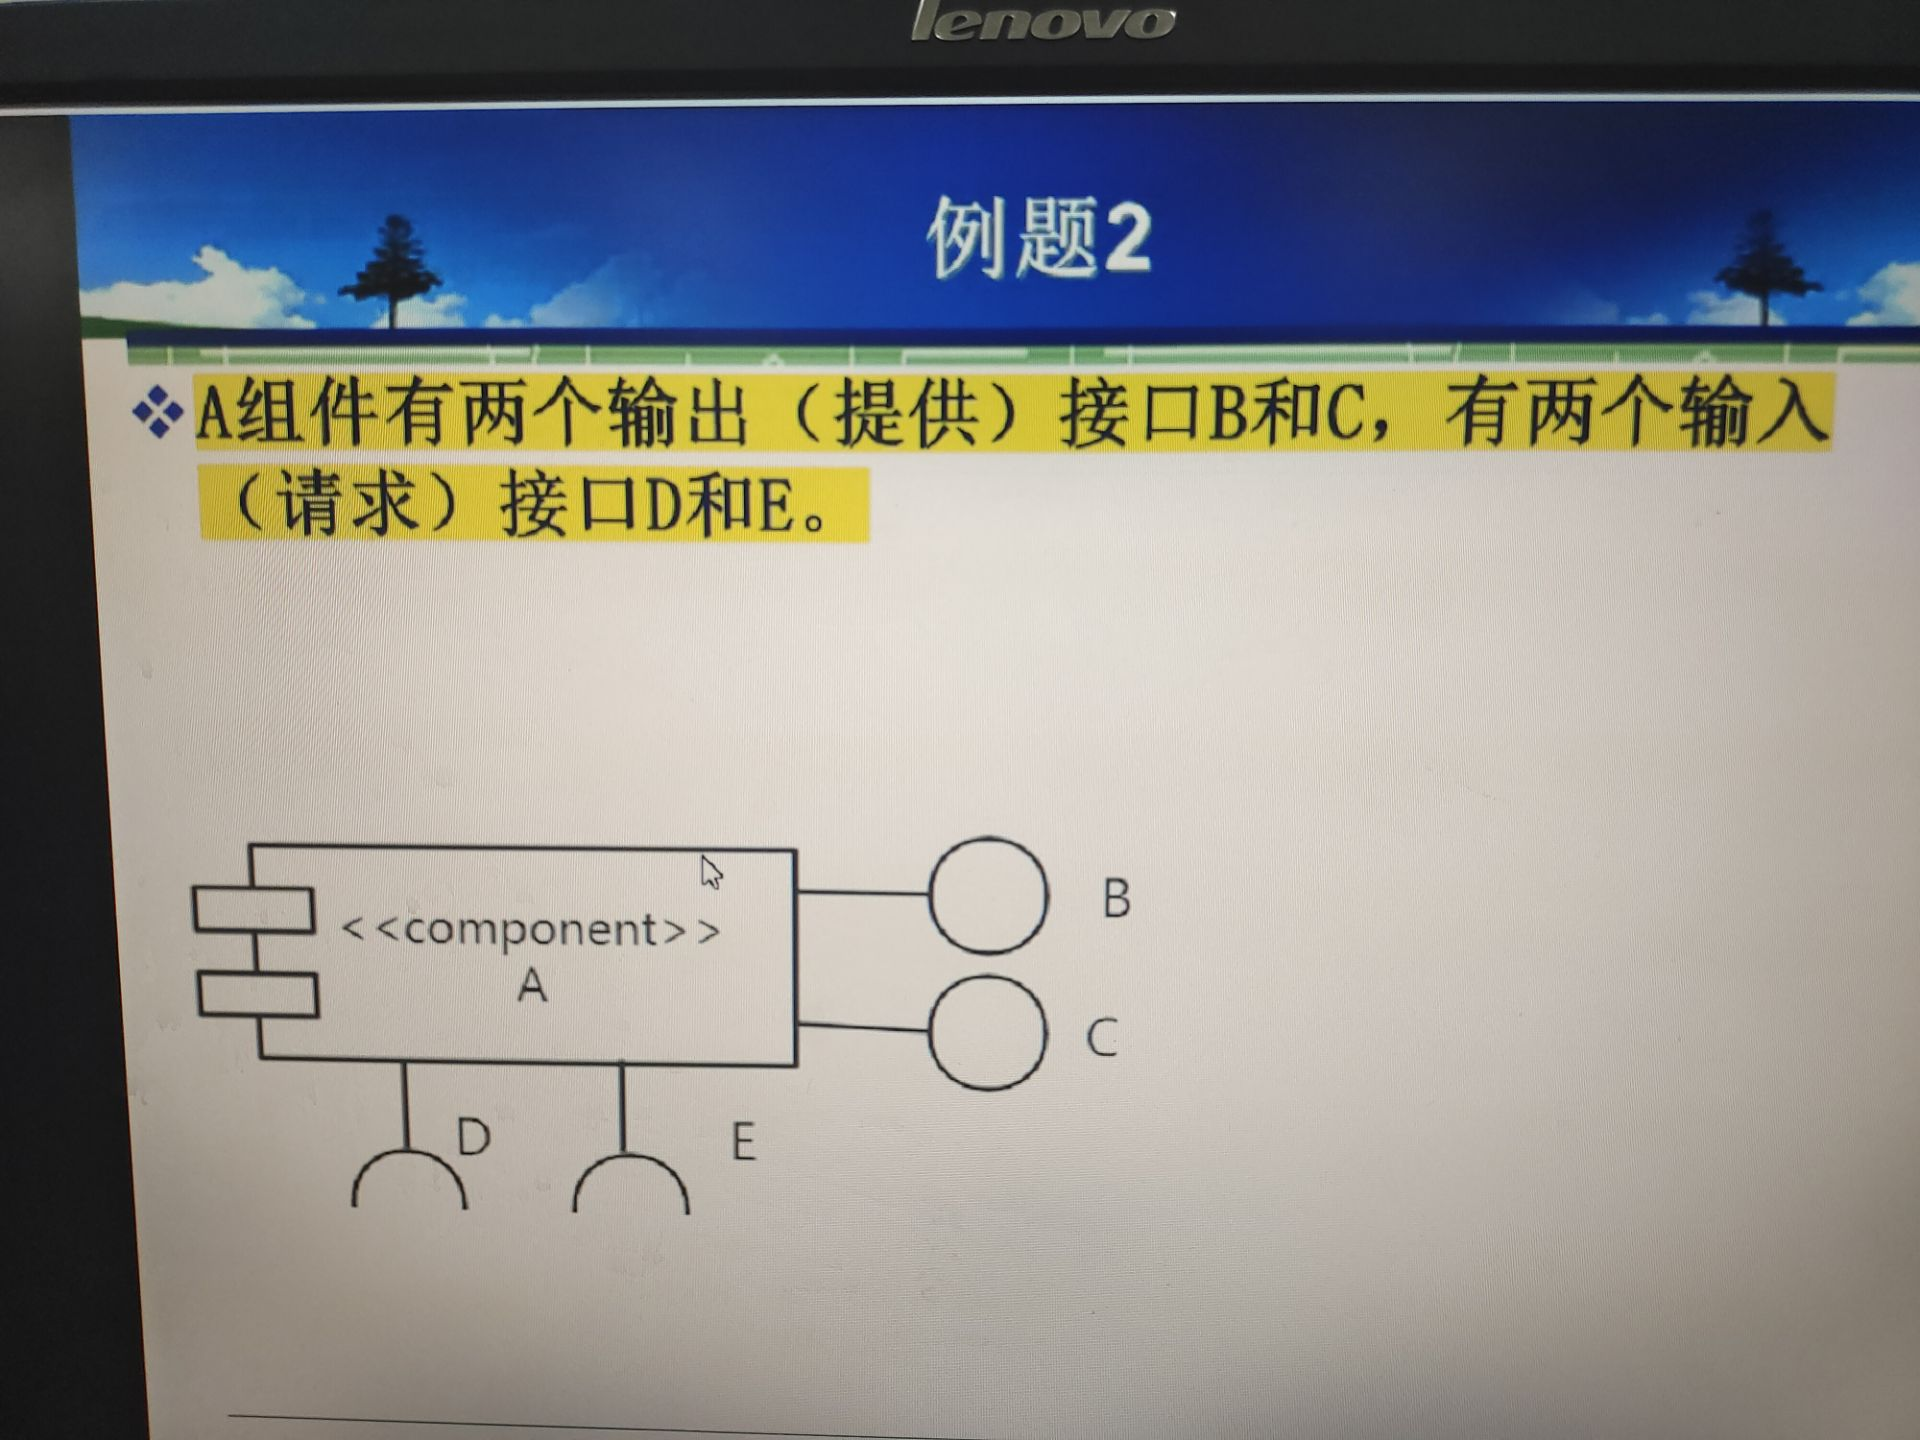 lenovo
例题2
A组件有两个输出（提供）接口B和C，有两个输入
（请求）接口D和E。
<<component>>
A
B
C
D
E